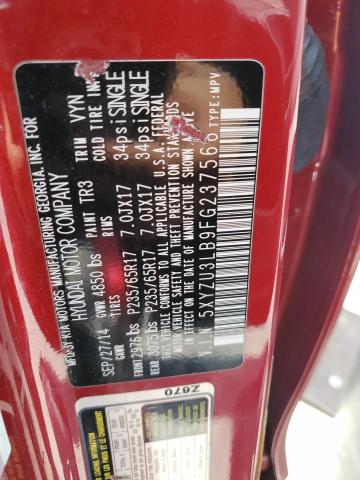 MFD.BY KIA MOTORS MANUFACTURING GEORGIA, INC. FOR
HYUNDAI MOTOR COMPANY
SEP/27/14 PAINT TR3 TRIM VYN
GVWR 4850 lbs
GAWR TIRES RIMS COLD TIRE
FRONT 2976 lbs P235/65R17 7.0JX17 34psi SINGLE
REAR 3075 lbs P235/65R17 7.0JX17 34psi SINGLE
THIS VEHICLE CONFORMS TO ALL APPLICABLE U.S. FEDERAL
MOTOR VEHICLE SAFETY AND THEFT PREVENTION STANDARDS
IN EFFECT ON THE DATE OF MANUFACTURE SHOWN ABOVE
V.I.N 5XYZU3LB9FG237566 TYPE:MPV
Z670